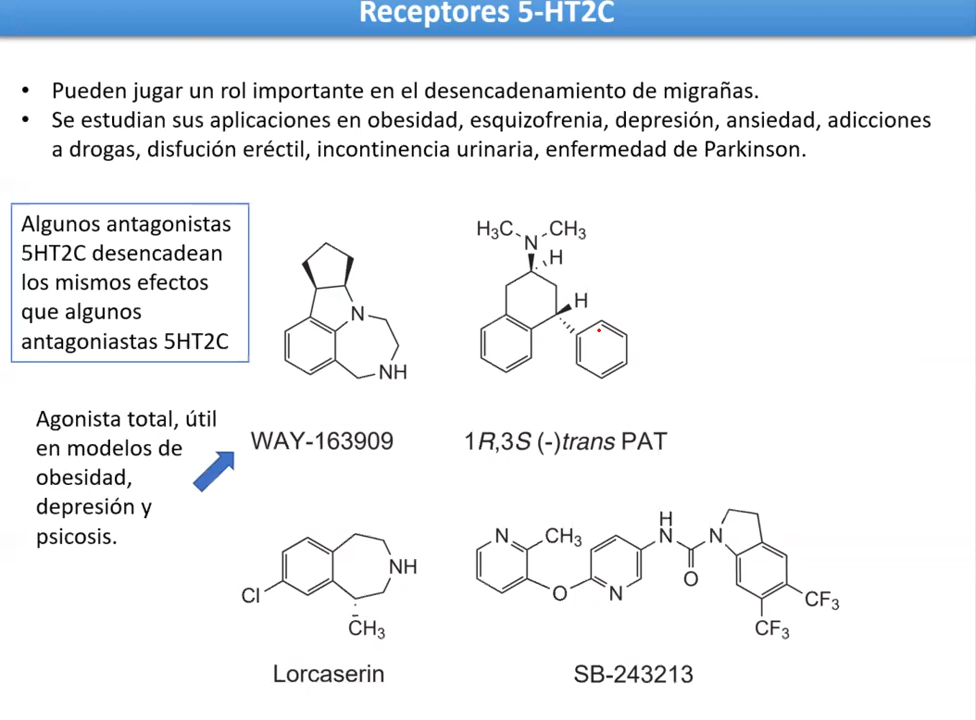 Receptores 5-HT2C
• Pueden jugar un rol importante en el desencadenamiento de migrañas.
• Se estudian sus aplicaciones en obesidad, esquizofrenia, depresión, ansiedad, adicciones
a drogas, disfución eréctil, incontinencia urinaria, enfermedad de Parkinson.
Algunos antagonistas
5HT2C desencadean
los mismos efectos
que algunos
antagoniastas 5HT2C
N
NH
H₃C
CH₃
N
H
H
Agonista total, útil
en modelos de
obesidad,
depresión y
psicosis.
WAY-163909
1R,3S (-)trans PAT
Cl
NH
CH₃
Lorcaserin
N
CH₃
O
N
H
N
O
N
CF₃
CF₃
SB-243213